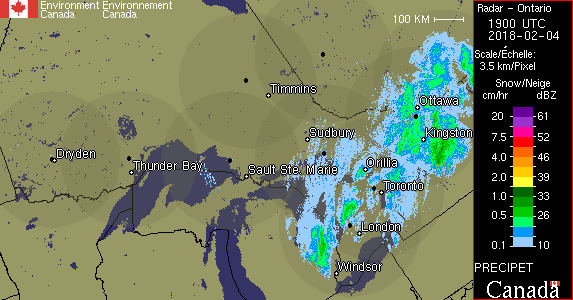 Environment Environnement
Canada Canada
100 KM
Timmins
Ottawa
Sudbury
Kingston
Dryden
Thunder Bay
Sault Ste. Marie
Orillia
Toronto
London
Windsor
Radar - Ontario
1900 UTC
2018-02-04
Scale/Échelle:
3.5 km/Pixel
Snow/Neige
cm/hr dBZ
20 61
7.5 52
4.0 46
2.0 39
1.0 33
0.5 26
0.1 10
PRECIPET
Canada